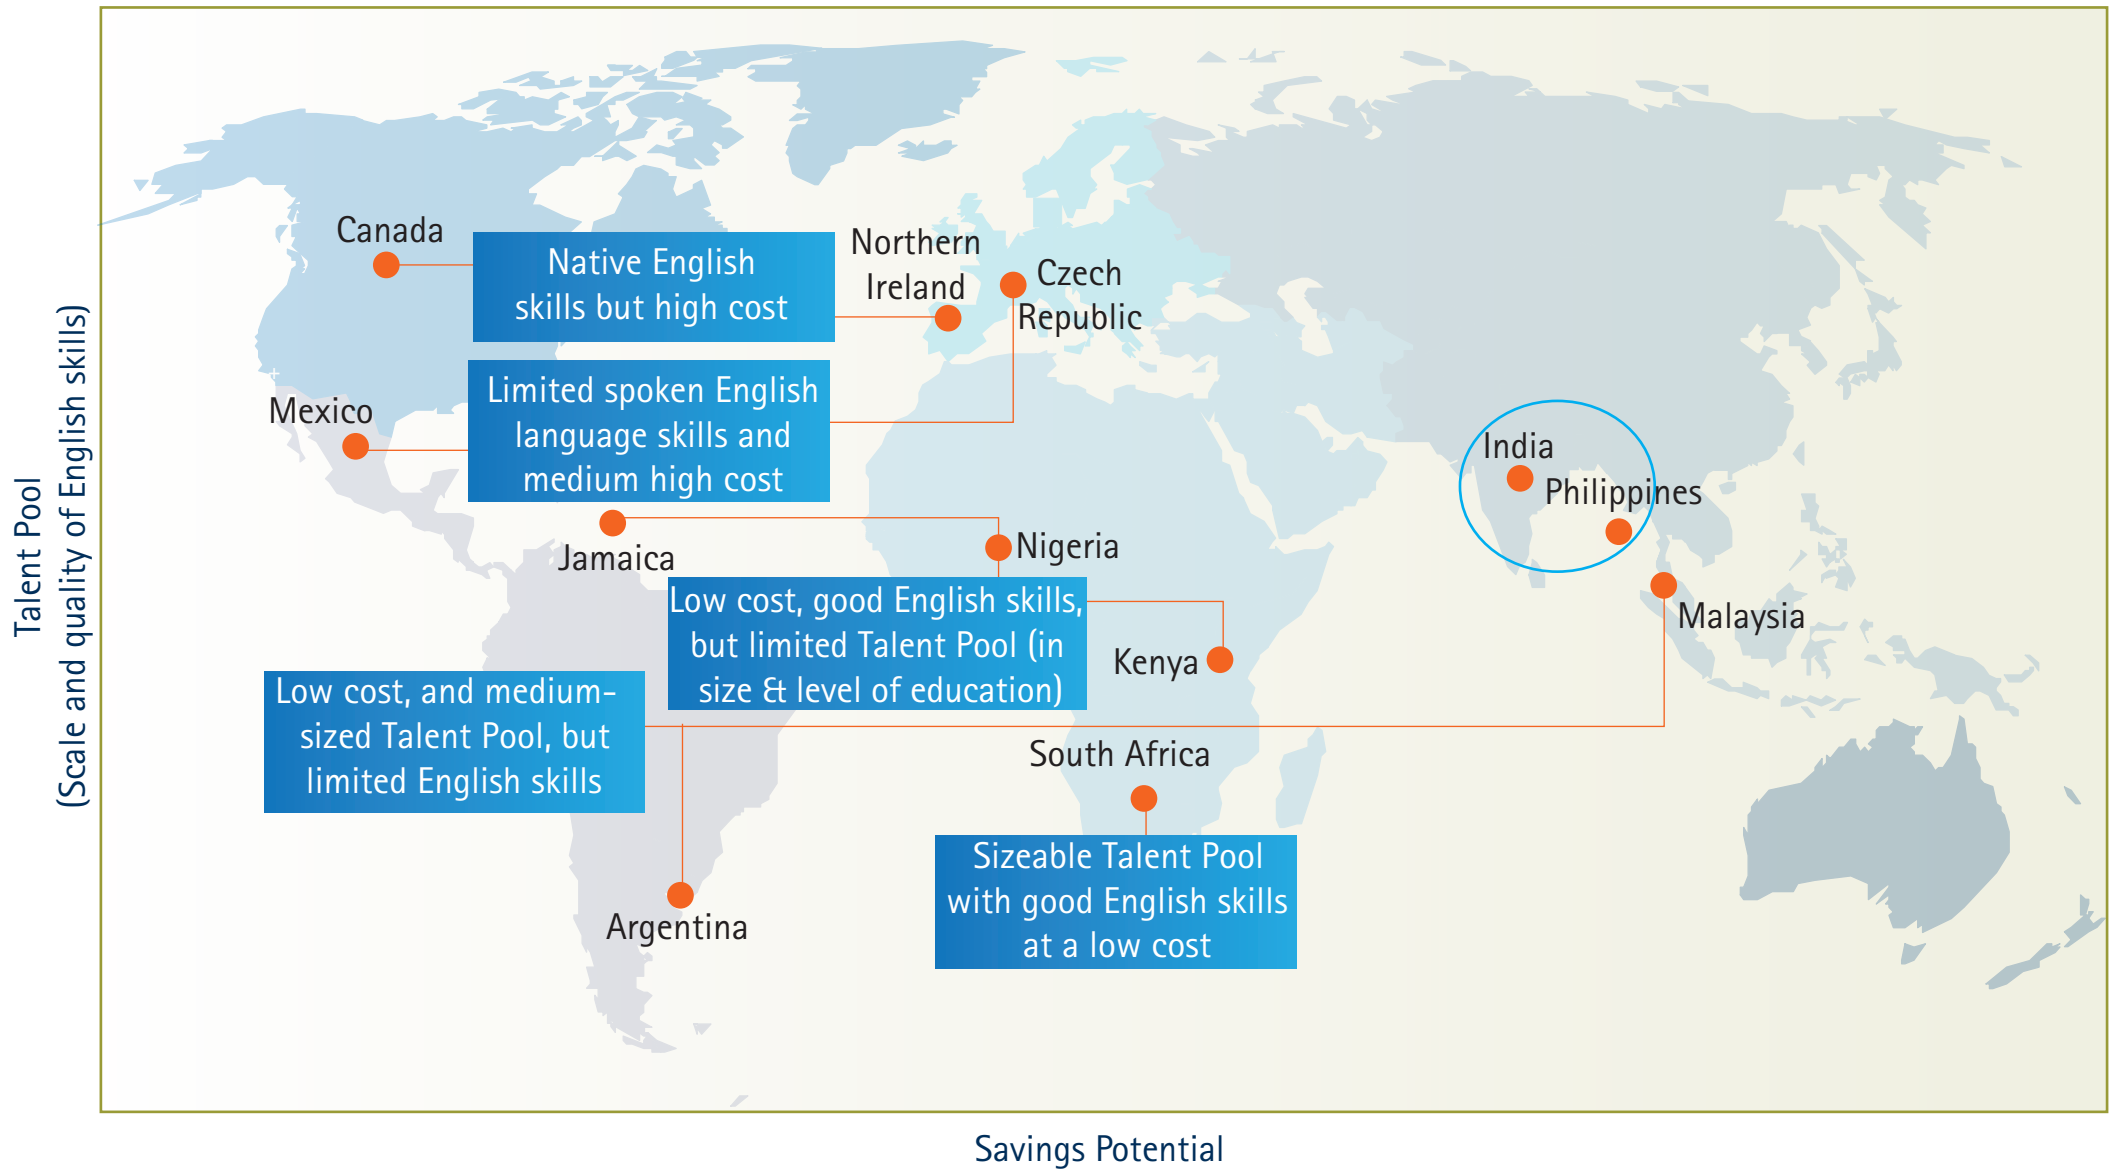 Talent Pool
(Scale and quality of English skills)
Canada
Native English
skills but high cost
Northern
Ireland
Czech
Republic
Limited spoken English
language skills and
medium high cost
Mexico
India
Philippines
Jamaica
Nigeria
Low cost, good English skills,
but limited Talent Pool (in
size & level of education)
Kenya
Malaysia
Low cost, and medium-
sized Talent Pool, but
limited English skills
South Africa
Sizeable Talent Pool
with good English skills
at a low cost
Argentina
Savings Potential